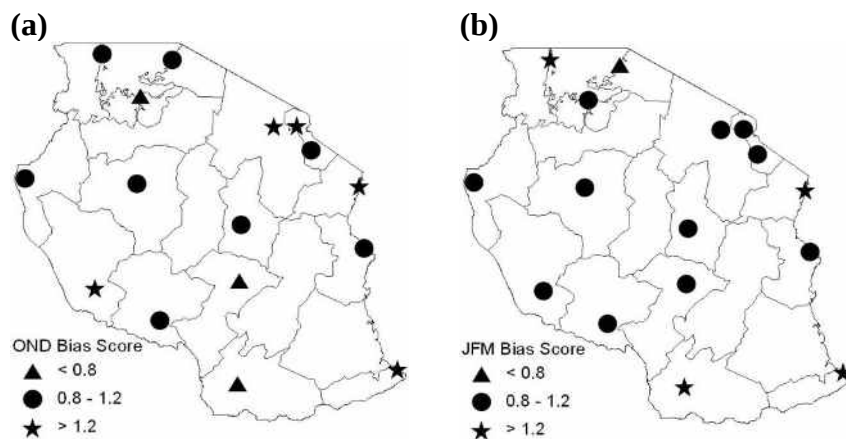 (a)
OND Bias Score
< 0.8
0.8 - 1.2
> 1.2
(b)
JFM Bias Score
< 0.8
0.8 - 1.2
> 1.2